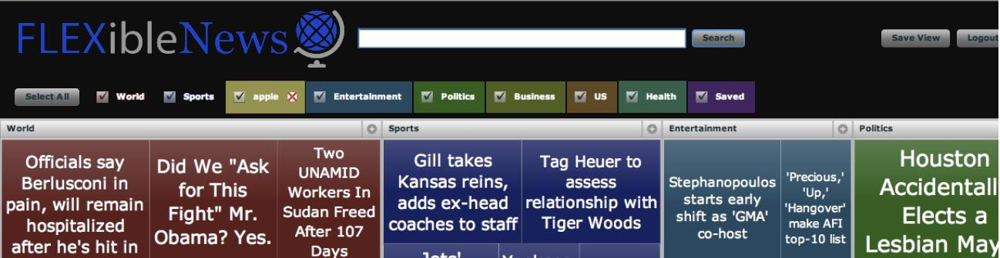 FLEXibleNews
Search
Save View
Logout
Select All
World
Sports
apple
Entertainment
Politics
Business
US
Health
Saved
World
Sports
Entertainment
Politics
Officials say
Berlusconi in
pain, will remain
hospitalized
after he's hit in
Did We "Ask
for This
Fight" Mr.
Obama? Yes.
Two
UNAMID
Workers In
Sudan Freed
After 107
Days
Gill takes
Kansas reins,
adds ex-head
coaches to staff
Tag Heuer to
assess
relationship with
Tiger Woods
Jets'
Stephanopoulos
starts early
shift as 'GMA'
co-host
'Precious,'
'Up,'
'Hangover'
make AFI
top-10 list
Houston
Accidentall
Elects a
Lesbian May